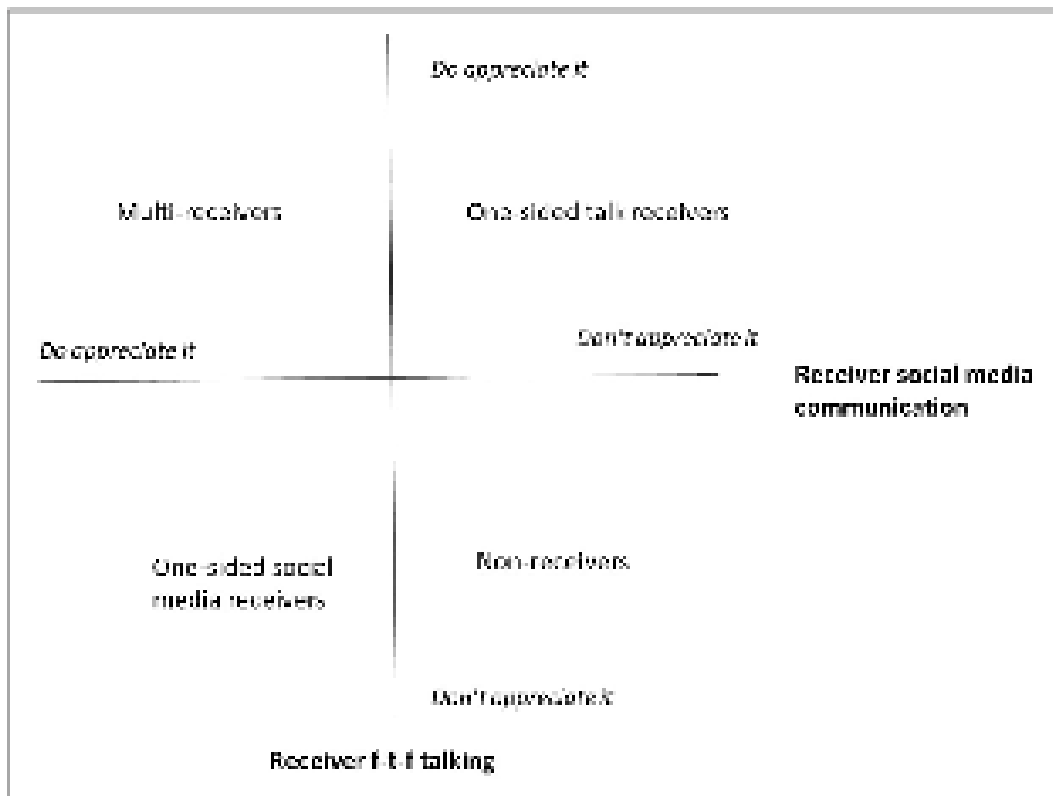 Do appreciate it
Multi-receivers
One-sided talk receivers
Don't appreciate it
Do appreciate it
Receiver social media
communication
One-sided social
media receivers
Non-receivers
Don't appreciate it
Receiver f-t-f talking